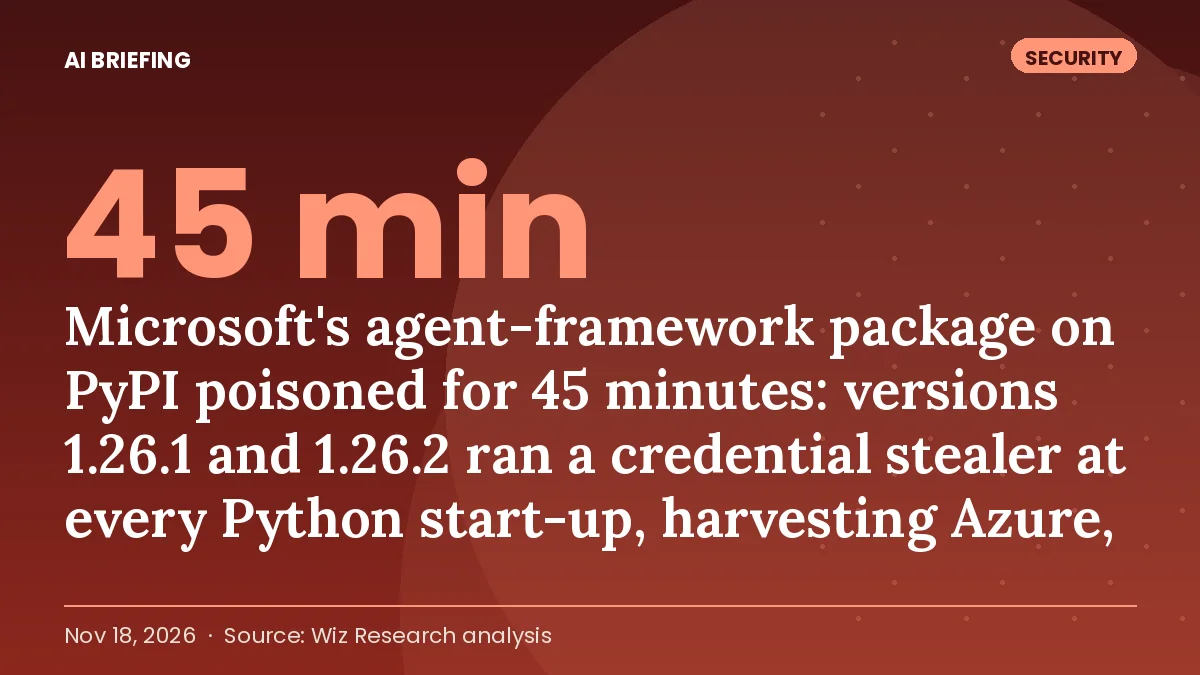 AI BRIEFING
SECURITY
45 min
Microsoft's agent-framework package on
PyPI poisoned for 45 minutes: versions
1.26.1 and 1.26.2 ran a credential stealer at
every Python start-up, harvesting Azure,
Nov 18, 2026 · Source: Wiz Research analysis